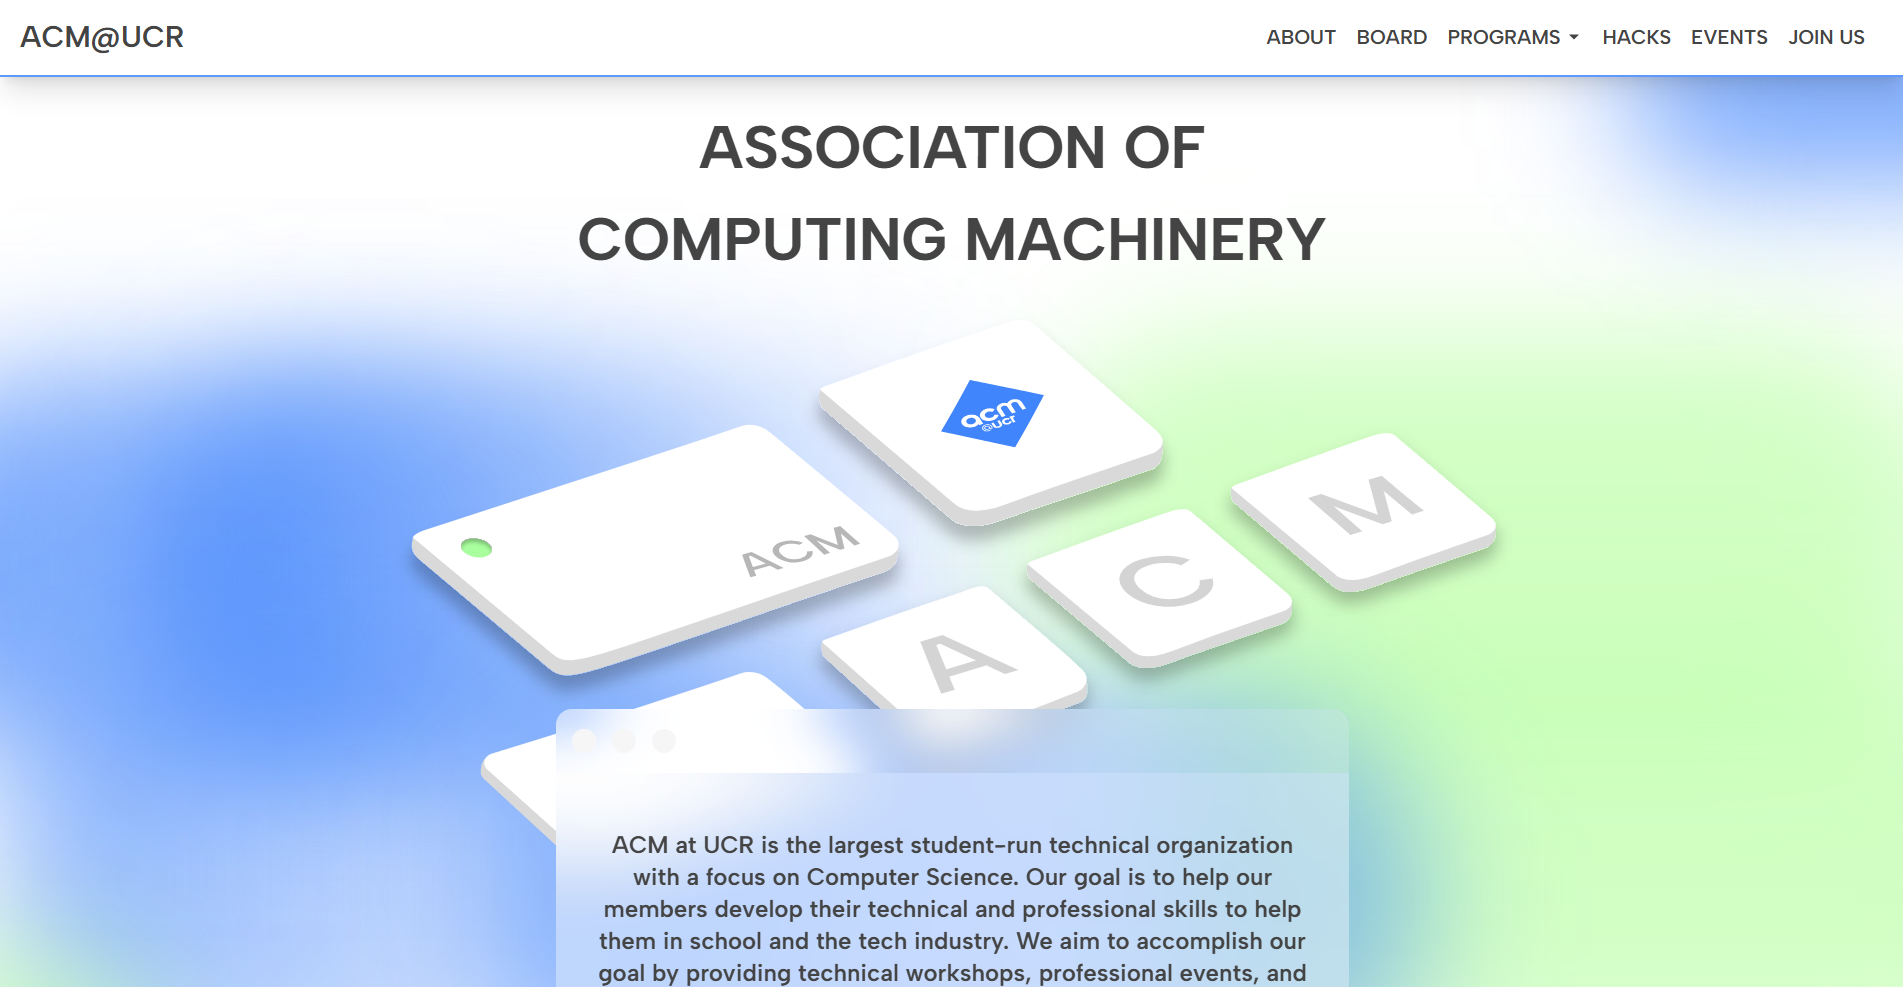 ACM@UCR
ABOUT BOARD PROGRAMS HACKS EVENTS JOIN US
ASSOCIATION OF
COMPUTING MACHINERY
acm
@ucr
ACM
M
C
A
ACM at UCR is the largest student-run technical organization
with a focus on Computer Science. Our goal is to help our
members develop their technical and professional skills to help
them in school and the tech industry. We aim to accomplish our
goal by providing technical workshops, professional events, and